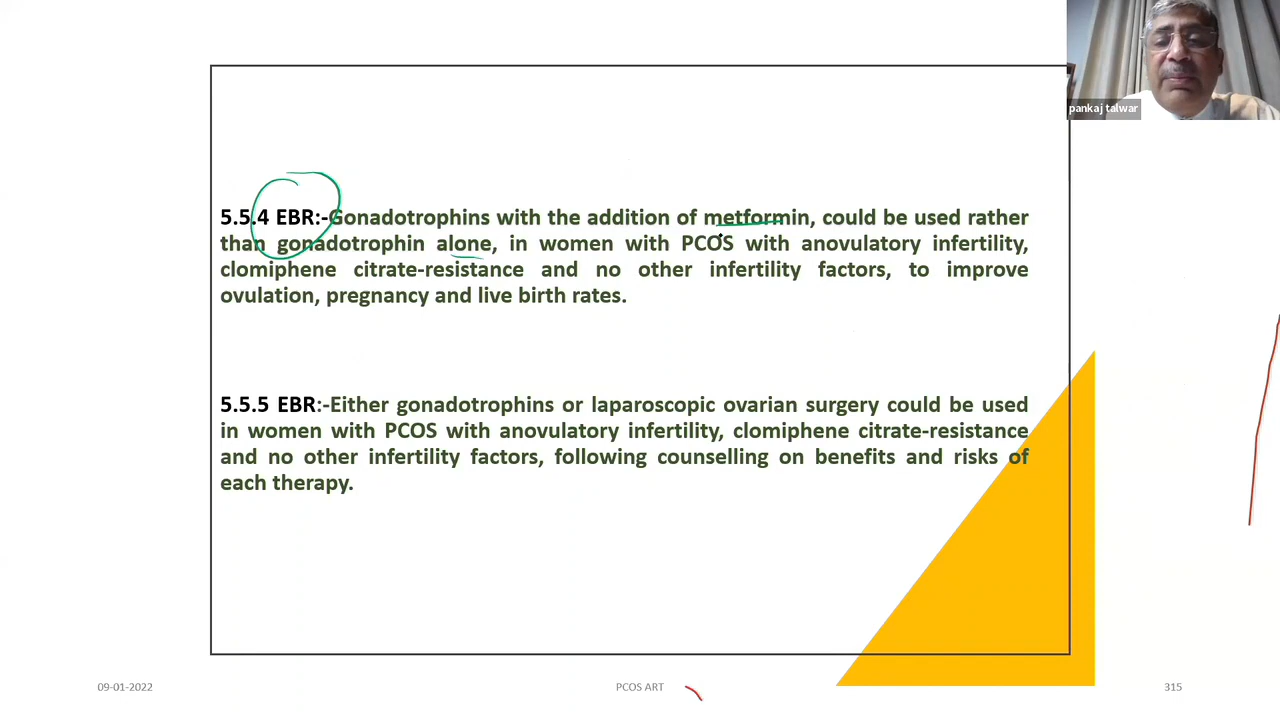 pankaj talwar
5.5.4 EBR:-Gonadotrophins with the addition of metformin, could be used rather
than gonadotrophin alone, in women with PCOS with anovulatory infertility,
clomiphene citrate-resistance and no other infertility factors, to improve
ovulation, pregnancy and live birth rates.
5.5.5 EBR:-Either gonadotrophins or laparoscopic ovarian surgery could be used
in women with PCOS with anovulatory infertility, clomiphene citrate-resistance
and no other infertility factors, following counselling on benefits and risks of
each therapy.
09-01-2022
PCOS ART
315